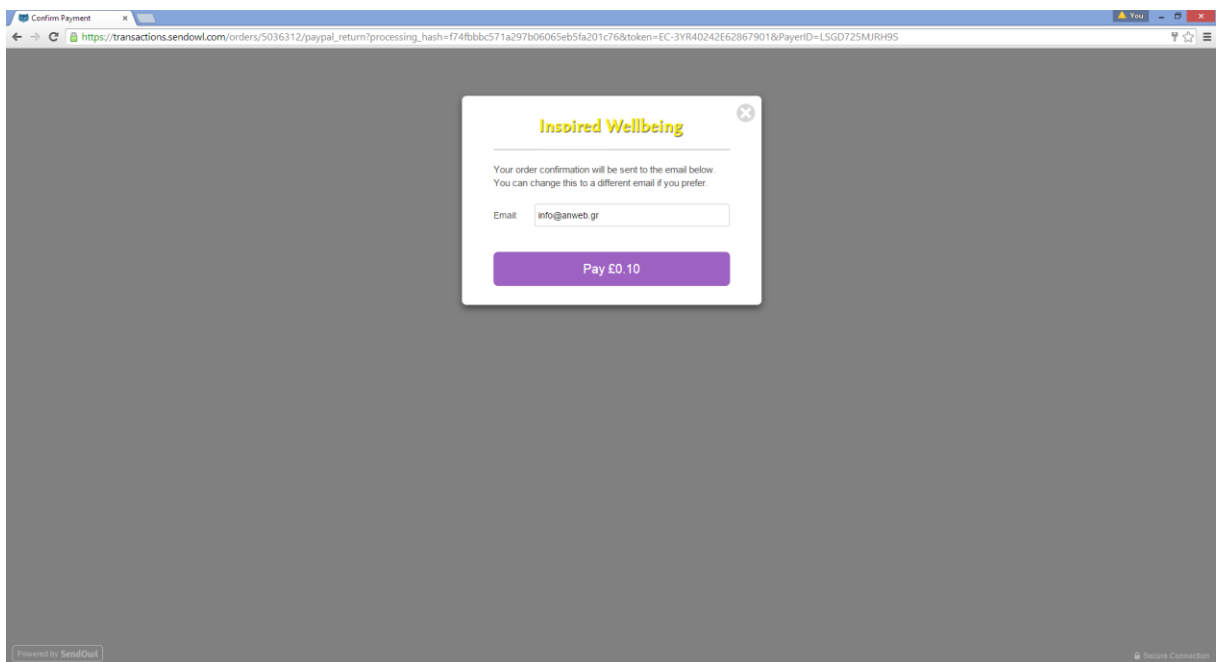 Confirm Payment
You
https://transactions.sendowl.com/orders/5036312/paypal_return?processing_hash=f74fbbbc571a297b06065eb5fa201c76&token=EC-3YR40242E62867901&PayerID=LSGD725MJRH9S
Inspired Wellbeing
Your order confirmation will be sent to the email below.
You can change this to a different email if you prefer.
Email: info@anweb.gr
Pay £0.10
Powered by SendOwl
Secure Connection